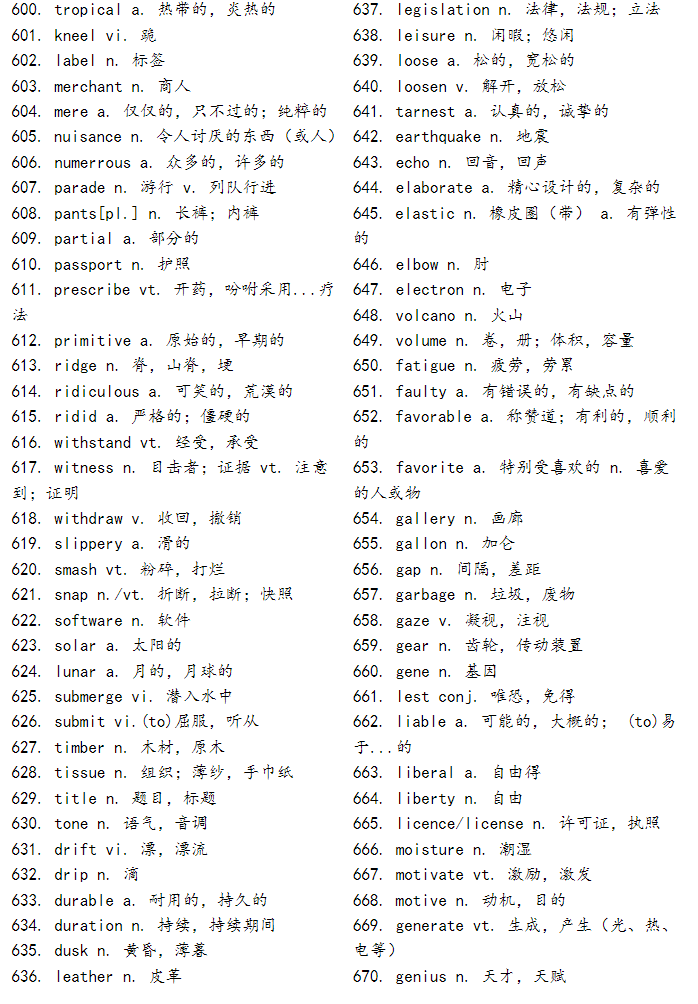 600. tropical a. 热带的，炎热的
601. kneel vi. 跪
602. label n. 标签
603. merchant n. 商人
604. mere a. 仅仅的，只不过的；纯粹的
605. nuisance n. 令人讨厌的东西（或人）
606. numerrous a. 众多的，许多的
607. parade n. 游行 v. 列队行进
608. pants[pl.] n. 长裤；内裤
609. partial a. 部分的
610. passport n. 护照
611. prescribe vt. 开药，吩咐采用...疗
法
612. primitive a. 原始的，早期的
613. ridge n. 脊，山脊，埂
614. ridiculous a. 可笑的，荒漠的
615. ridid a. 严格的；僵硬的
616. withstand vt. 经受，承受
617. witness n. 目击者；证据 vt. 注意
到；证明
618. withdraw v. 收回，撤销
619. slippery a. 滑的
620. smash vt. 粉碎，打烂
621. snap n./vt. 折断，拉断；快照
622. software n. 软件
623. solar a. 太阳的
624. lunar a. 月的，月球的
625. submerge vi. 潜入水中
626. submit vi.(to)屈服，听从
627. timber n. 木材，原木
628. tissue n. 组织；薄纱，手巾纸
629. title n. 题目，标题
630. tone n. 语气，音调
631. drift vi. 漂，漂流
632. drip n. 滴
633. durable a. 耐用的，持久的
634. duration n. 持续，持续期间
635. dusk n. 黄昏，薄暮
636. leather n. 皮革
637. legislation n. 法律，法规；立法
638. leisure n. 闲暇；悠闲
639. loose a. 松的，宽松的
640. loosen v. 解开，放松
641. tarnest a. 认真的，诚挚的
642. earthquake n. 地震
643. echo n. 回音，回声
644. elaborate a. 精心设计的，复杂的
645. elastic n. 橡皮圈（带） a. 有弹性
的
646. elbow n. 肘
647. electron n. 电子
648. volcano n. 火山
649. volume n. 卷，册；体积，容量
650. fatigue n. 疲劳，劳累
651. faulty a. 有错误的，有缺点的
652. favorable a. 称赞道；有利的，顺利
的
653. favorite a. 特别受喜欢的 n. 喜爱
的人或物
654. gallery n. 画廊
655. gallon n. 加仑
656. gap n. 间隔，差距
657. garbage n. 垃圾，废物
658. gaze v. 凝视，注视
659. gear n. 齿轮，传动装置
660. gene n. 基因
661. lest conj. 唯恐，免得
662. liable a. 可能的，大概的； (to)易
于...的
663. liberal a. 自由得
664. liberty n. 自由
665. licence/license n. 许可证，执照
666. moisture n. 潮湿
667. motivate vt. 激励，激发
668. motive n. 动机，目的
669. generate vt. 生成，产生（光、热、
电等）
670. genius n. 天才，天赋